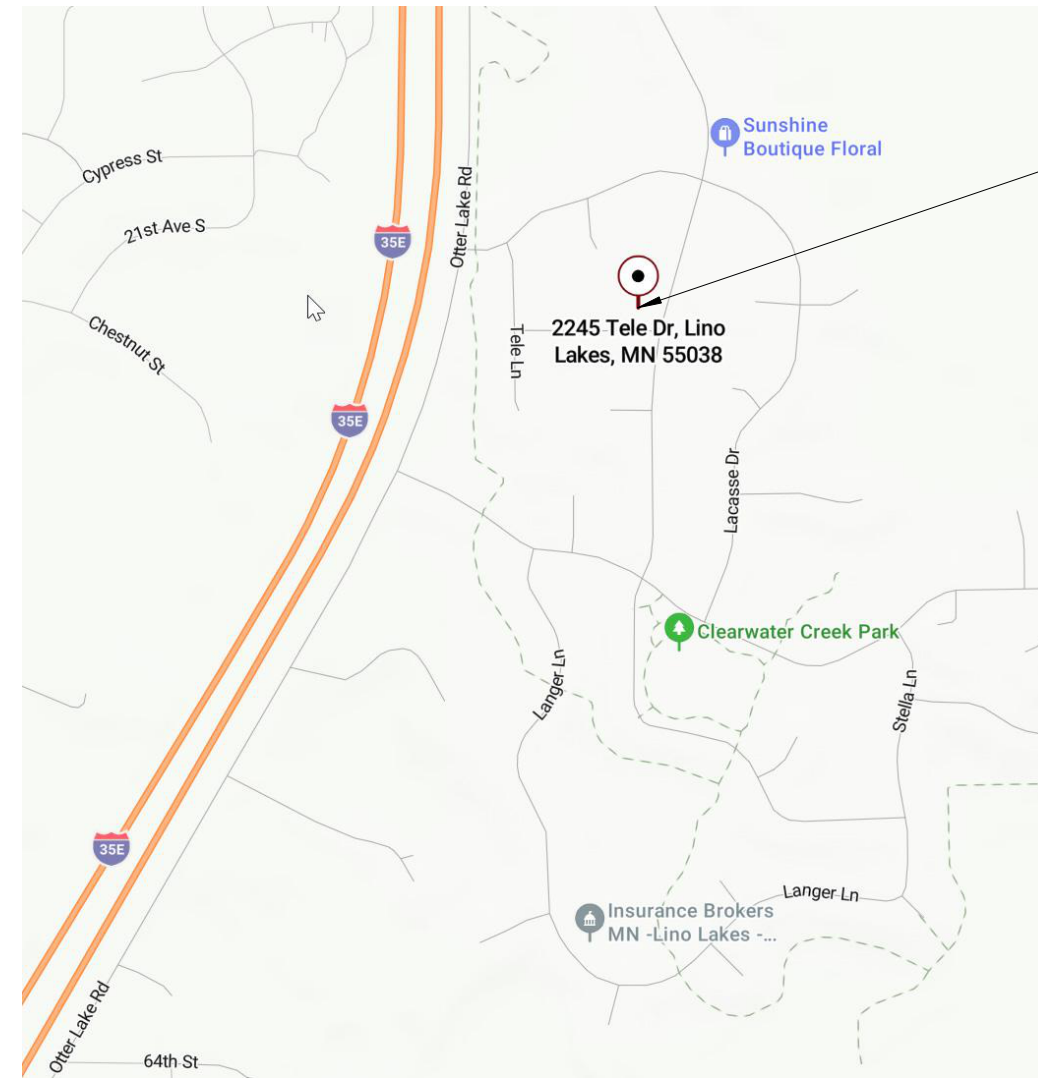 Sunshine
Boutique Floral
Cypress St
Otter Lake Rd
21st Ave S
35E
Chestnut St
2245 Tele Dr, Lino
Lakes, MN 55038
Tele Ln
35E
Lacasse Dr
Clearwater Creek Park
Langer Ln
Stella Ln
35E
Langer Ln
Insurance Brokers
MN -Lino Lakes -...
Otter Lake Rd
64th St